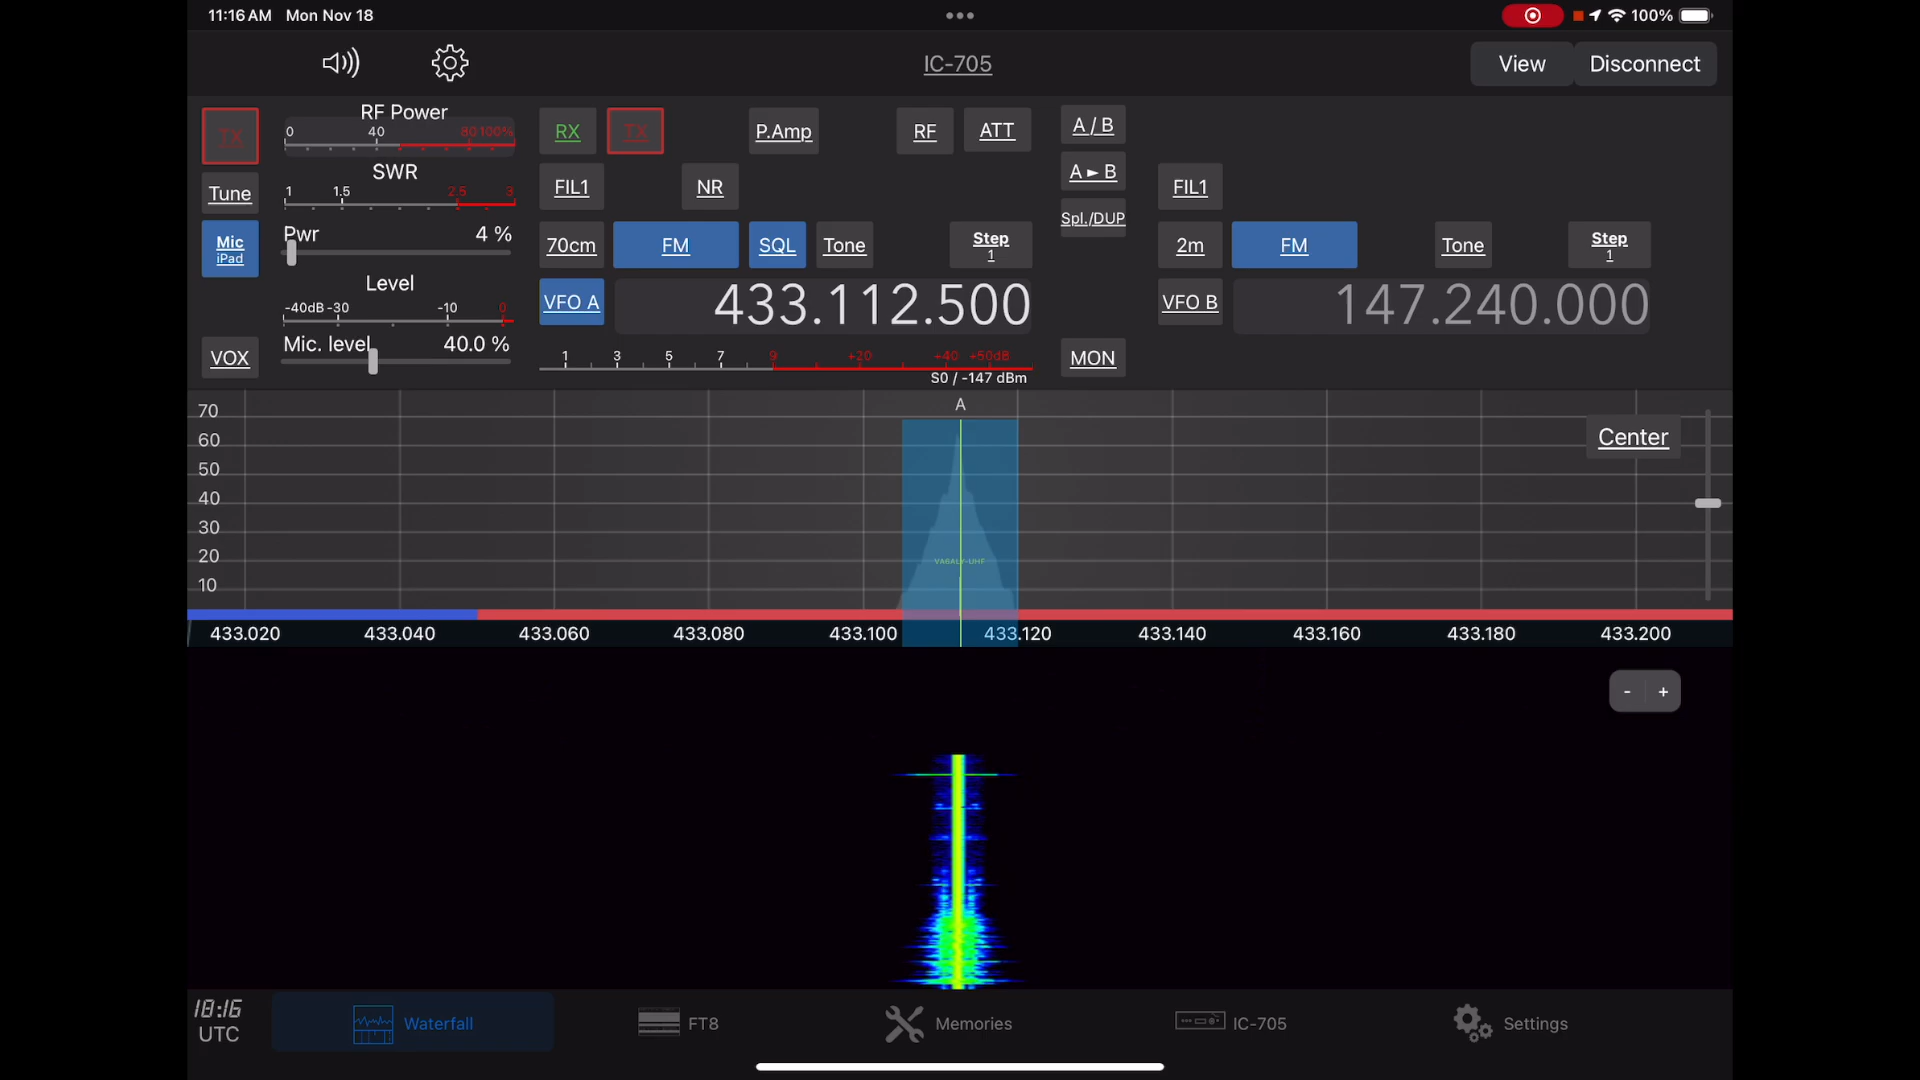 11:16 AM Mon Nov 18
100%
IC-705
View
Disconnect
TX
RF Power
0 40 80 100%
SWR
1 1.5 2.5 3
Tune
Mic
iPad
Pwr 4 %
Level
-40dB -30 -10 0
Mic. level 40.0 %
VOX
RX TX P.Amp RF ATT
FIL1 NR
70cm FM SQL Tone Step
1
VFO A 433.112.500
1 3 5 7 9 +20 +40 +50dB
S0 / -147 dBm
A / B
A ► B
Spl./DUP
MON
FIL1
2m FM Tone Step
1
VFO B 147.240.000
A
Center
70
60
50
40
30
20
10
433.020 433.040 433.060 433.080 433.100 433.120 433.140 433.160 433.180 433.200
- +
18:16
UTC
Waterfall
FT8
Memories
IC-705
Settings